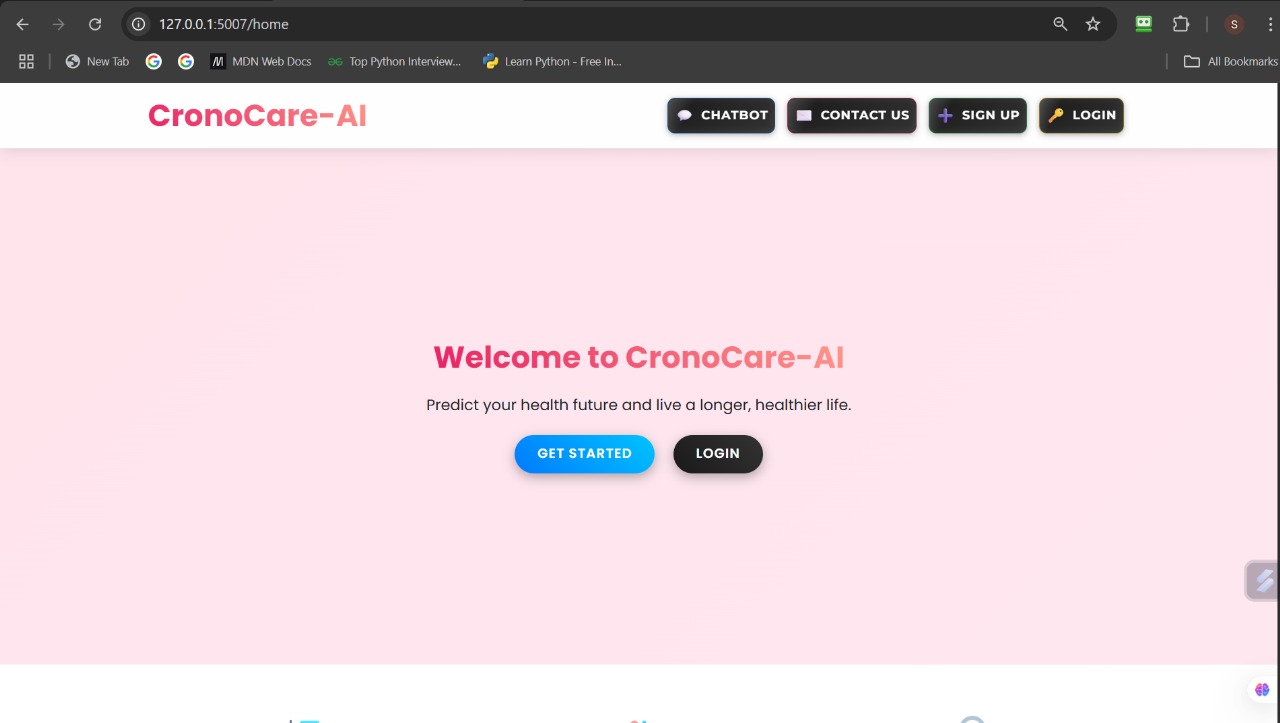 127.0.0.1:5007/home
S
New Tab
MDN Web Docs
Top Python Interview...
Learn Python - Free In...
All Bookmarks
CronoCare-AI
CHATBOT
CONTACT US
SIGN UP
LOGIN
Welcome to CronoCare-AI
Predict your health future and live a longer, healthier life.
GET STARTED
LOGIN